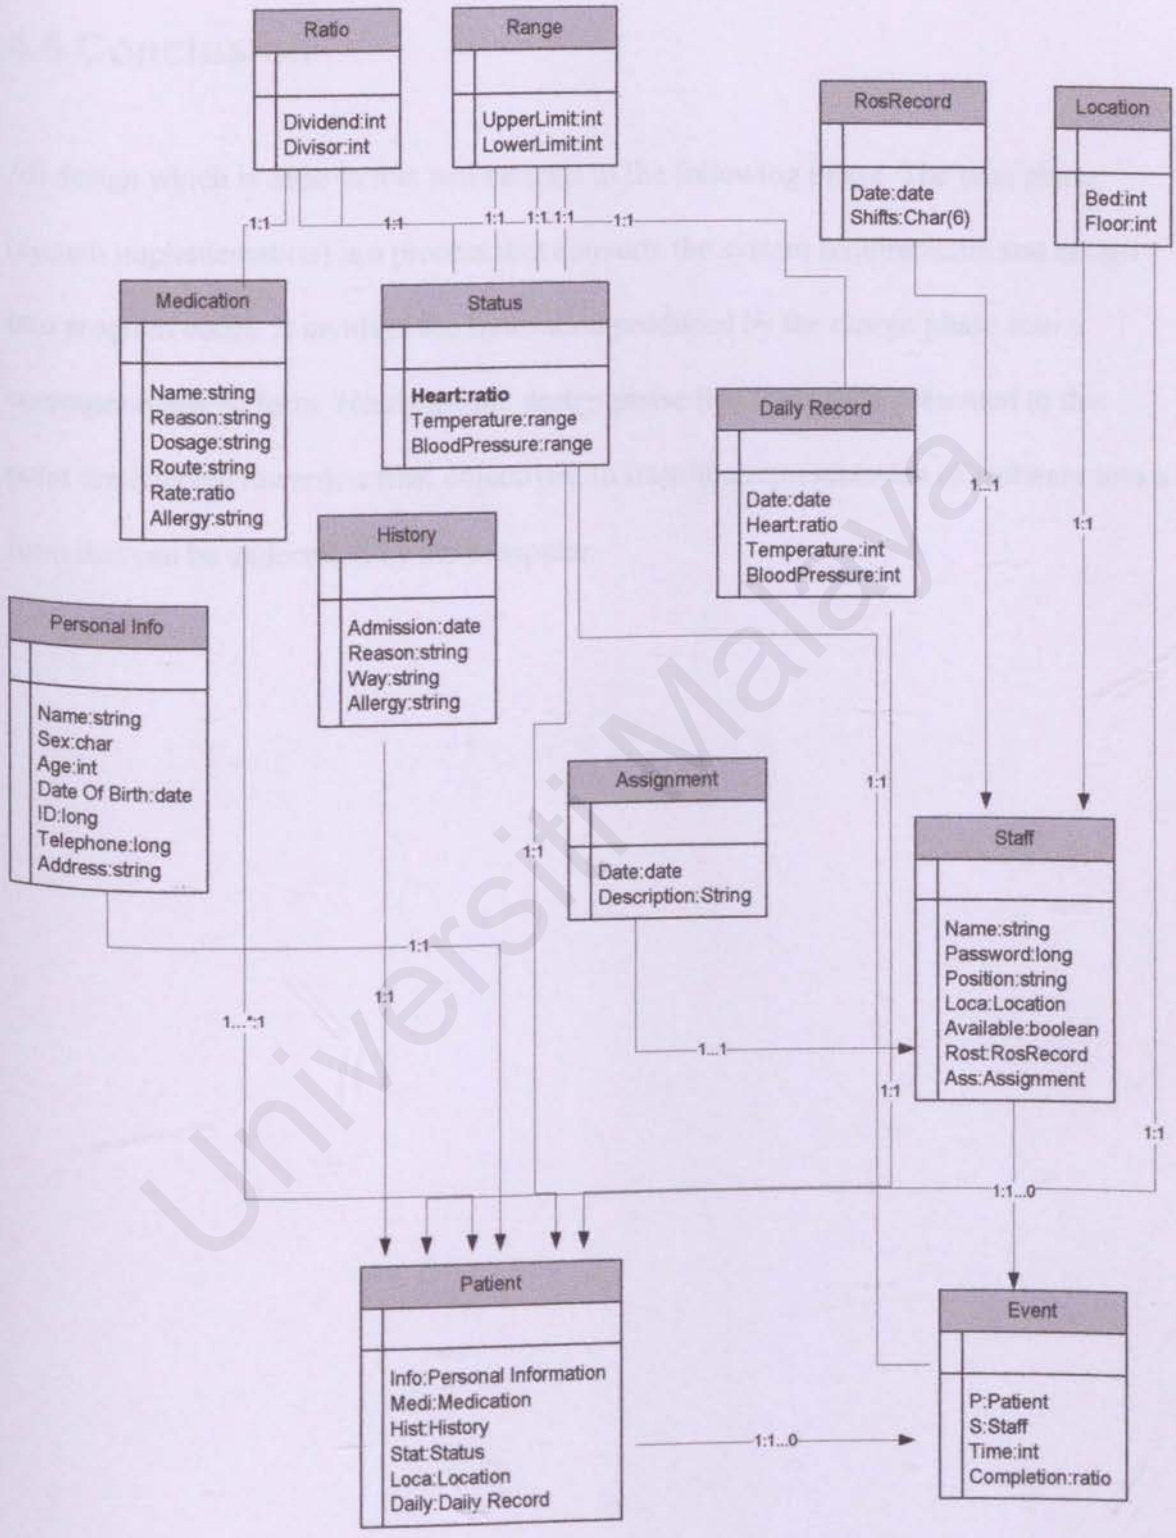 Ratio
Dividend:int
Divisor:int
Range
UpperLimit:int
LowerLimit:int
RosRecord
Date:date
Shifts:Char(6)
Location
Bed:int
Floor:int
1:1
1:1
1:1
1:1
1:1
1:1
Medication
Name:string
Reason:string
Dosage:string
Route:string
Rate:ratio
Allergy:string
Status
Heart:ratio
Temperature:range
BloodPressure:range
Daily Record
Date:date
Heart:ratio
Temperature:int
BloodPressure:int
1...1
1:1
History
Admission:date
Reason:string
Way:string
Allergy:string
Personal Info
Name:string
Sex:char
Age:int
Date Of Birth:date
ID:long
Telephone:long
Address:string
Assignment
Date:date
Description:String
1:1
1:1
Staff
Name:string
Password:long
Position:string
Loca:Location
Available:boolean
Rost:RosRecord
Ass:Assignment
1:1
1:1
1...*:1
1...1
1:1
1:1
1:1...0
Patient
Info:Personal Information
Medi:Medication
Hist:History
Stat:Status
Loca:Location
Daily:Daily Record
1:1...0
Event
P:Patient
S:Staff
Time:int
Completion:ratio
Universiti Malaya